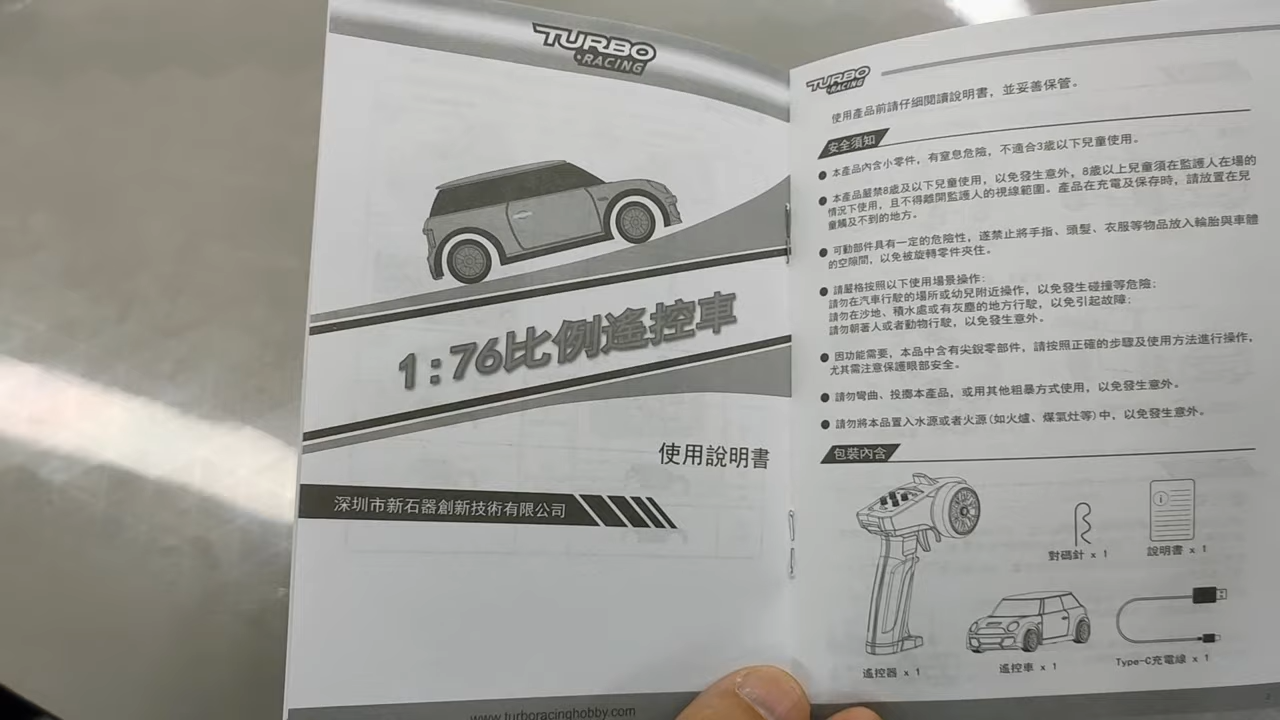 TURBO
RACING
1:76比例遙控車
使用說明書
深圳市新石器創新技術有限公司
www.turboracinghobby.com
TURBO
RACING
使用產品前請仔細閱讀說明書，並妥善保管。
安全須知
● 本產品內含小零件，有窒息危險，不適合3歲以下兒童使用。
● 本產品嚴禁8歲及以下兒童使用，以免發生意外，8歲以上兒童須在監護人在場的
情況下使用，且不得離開監護人的視線範圍。產品在充電及保存時，請放置在兒
童觸及不到的地方。
● 可動部件具有一定的危險性，遂禁止將手指、頭髮、衣服等物品放入輪胎與車體
的空隙間，以免被旋轉零件夾住。
● 請嚴格按照以下使用場景操作：
請勿在汽車行駛的場所或幼兒附近操作，以免發生碰撞等危險；
請勿在沙地、積水處或有灰塵的地方行駛，以免引起故障；
請勿朝著人或者動物行駛，以免發生意外。
● 因功能需要，本品中含有尖銳零部件，請按照正確的步驟及使用方法進行操作，
尤其需注意保護眼部安全。
● 請勿彎曲、投擲本產品，或用其他粗暴方式使用，以免發生意外。
● 請勿將本品置入水源或者火源(如火爐、煤氣灶等)中，以免發生意外。
包裝內含
對碼針 x 1
說明書 x 1
遙控器 x 1
遙控車 x 1
Type-C充電線 x 1
2